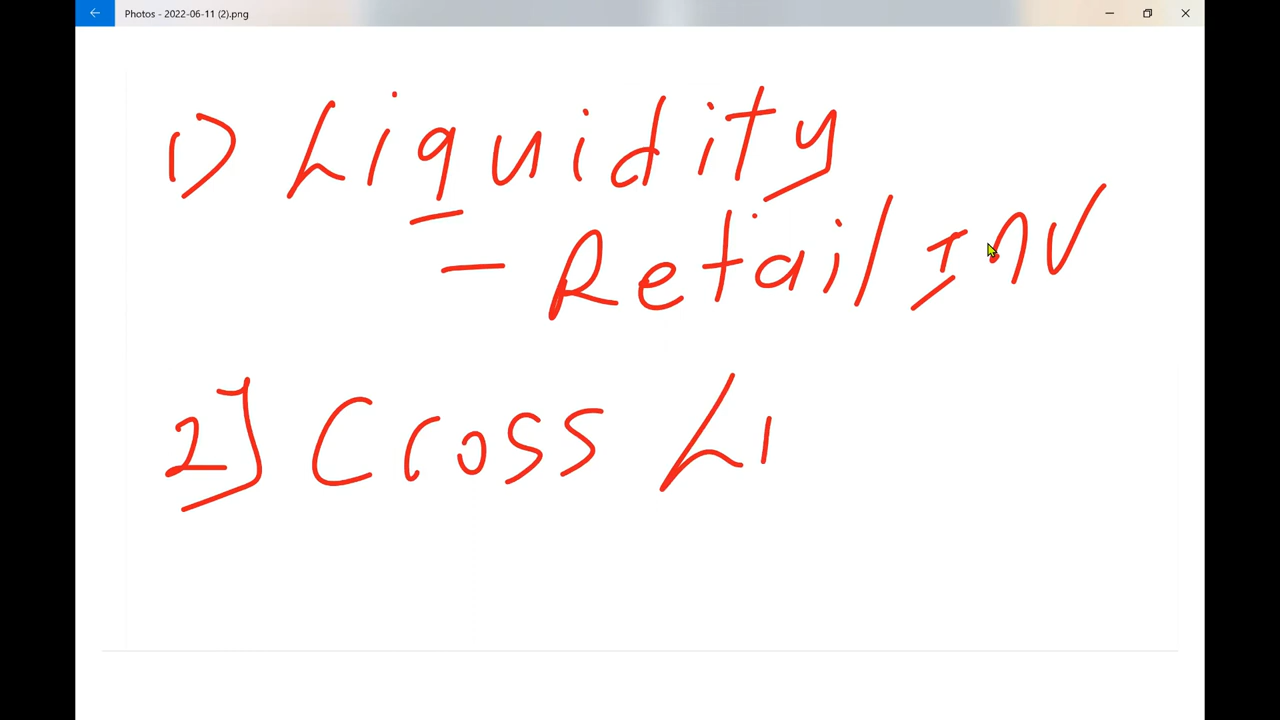 Photos - 2022-06-11 (2).png
1) Liquidity
- Retail Inv
2] Cross Li